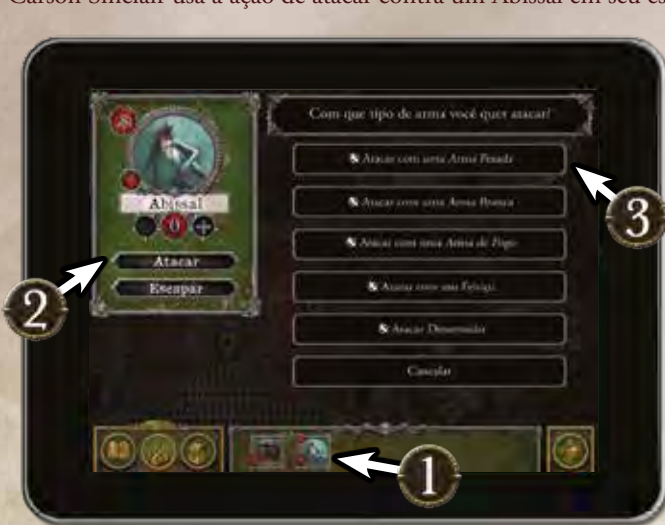 Carson Sinclair usa a ação de atacar contra um Abissal em seu es
Com que tipo de arma você quer atacar?
Atacar com uma Arma Pesada
Abissal
Atacar com uma Arma Branca
0
Atacar com uma Arma de Fogo
Atacar
Escapar
Atacar com um Feitiço
Atacar Desarmado
Cancelar
1
2
3